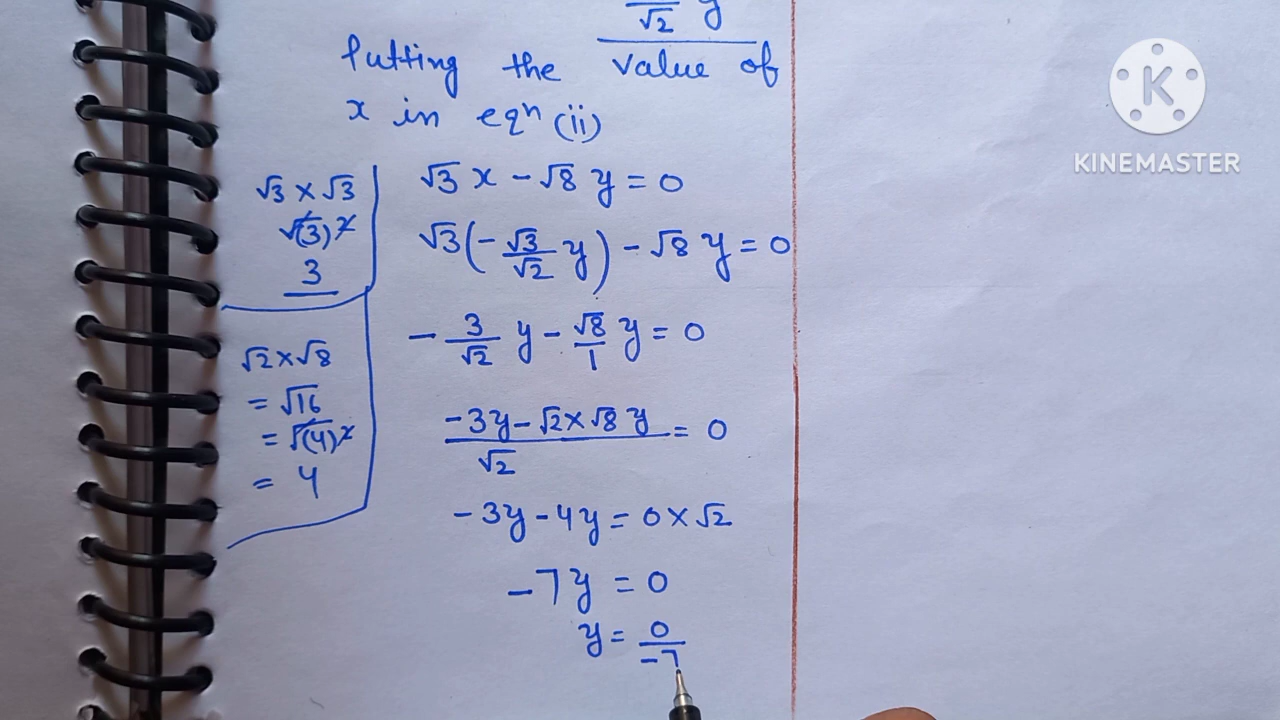 √2 y
Putting the value of
x in eqⁿ (ii)
√3 x - √8 y = 0
√3(-√3/√2 y) - √8 y = 0
-3/√2 y - √8/1 y = 0
(-3y - √2×√8 y)/√2 = 0
-3y - 4y = 0 × √2
-7y = 0
y = 0/-7
√3 × √3
√(3)²
3
√2×√8
= √16
= √(4)²
= 4
K
KINEMASTER